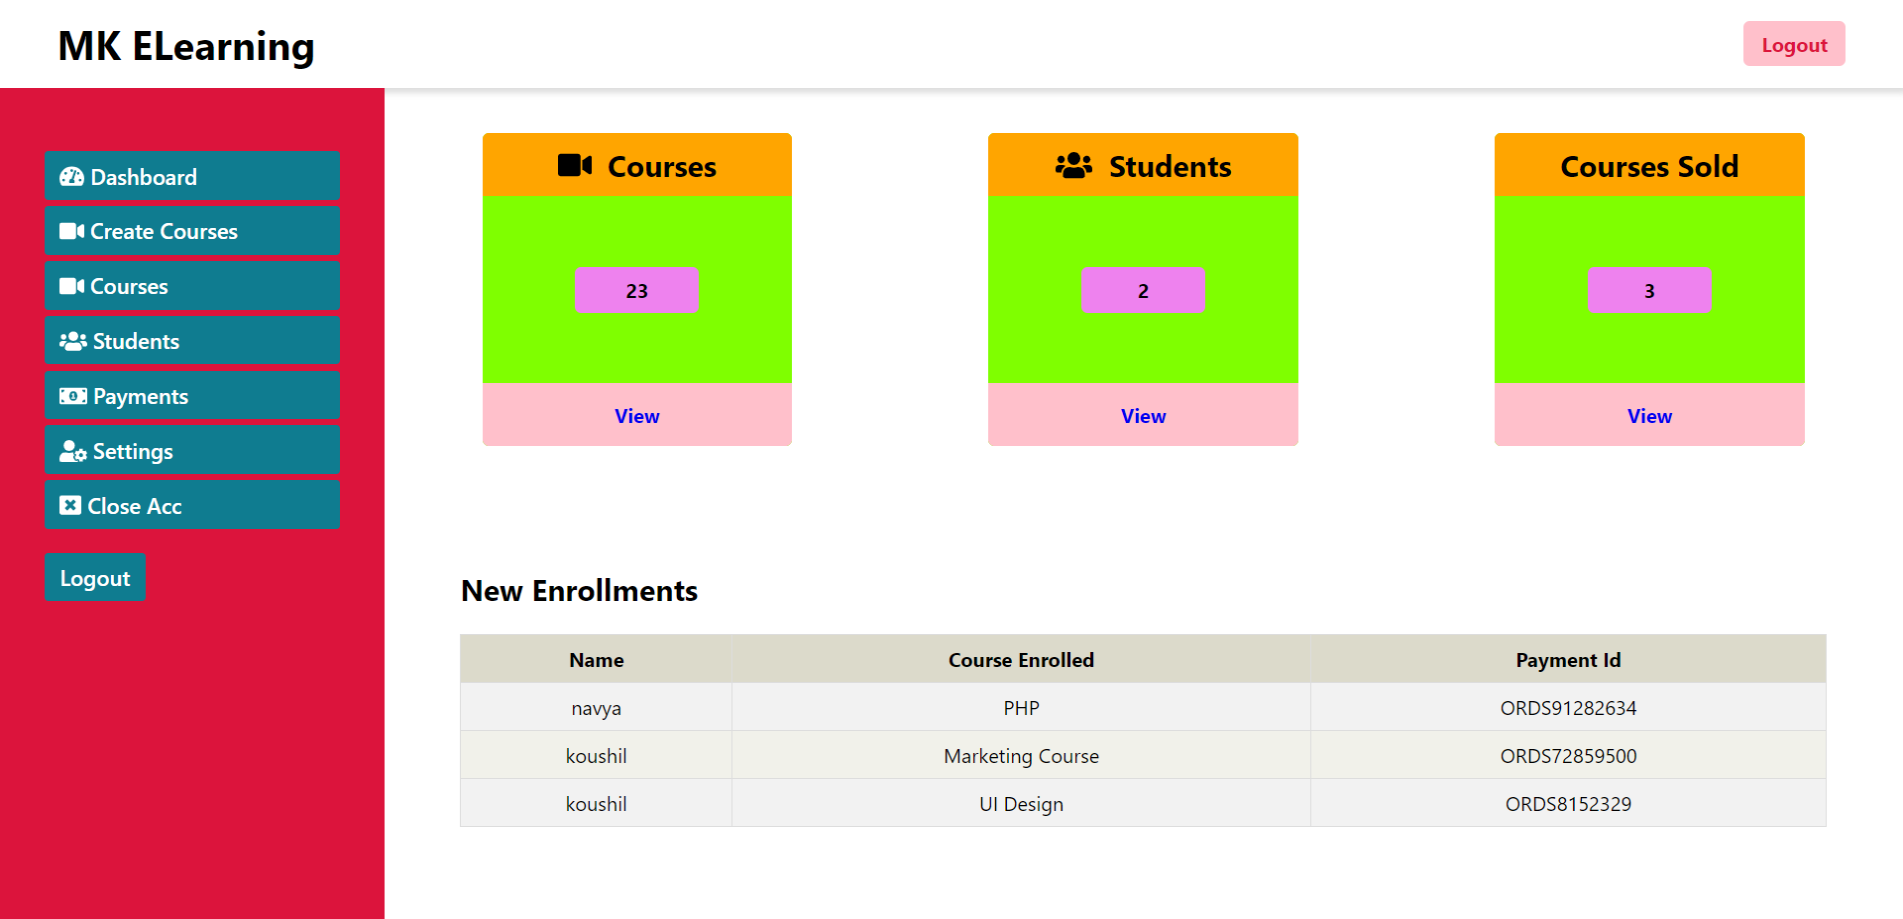 MK ELearning
Logout
Dashboard
Create Courses
Courses
Students
Payments
Settings
Close Acc
Logout
Courses
23
View
Students
2
View
Courses Sold
3
View
New Enrollments
Name Course Enrolled Payment Id
navya PHP ORDS91282634
koushil Marketing Course ORDS72859500
koushil UI Design ORDS8152329